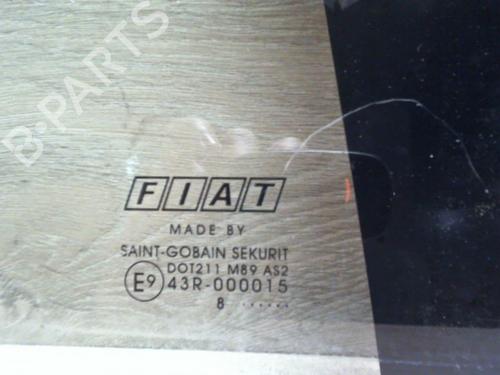 B-PARTS
FIAT
MADE BY
SAINT-GOBAIN SEKURIT
DOT211 M89 AS2
E9 43R-000015
8 ......